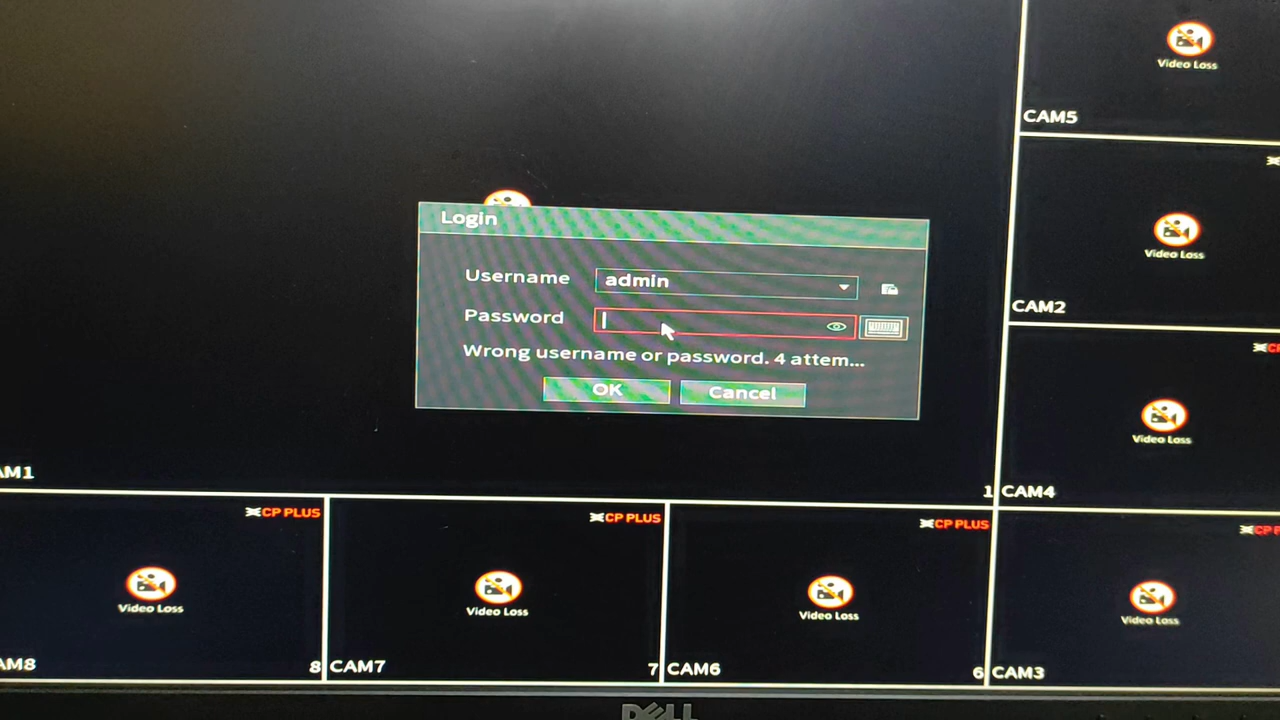 Video Loss
CAM5
Login
Username admin
Video Loss
CAM2
Password
Wrong username or password. 4 attem...
OK Cancel
Video Loss
AM1
1 CAM4
CP PLUS
CP PLUS
CP PLUS
Video Loss
Video Loss
Video Loss
Video Loss
AM8
8 CAM7
7 CAM6
6 CAM3
DELL